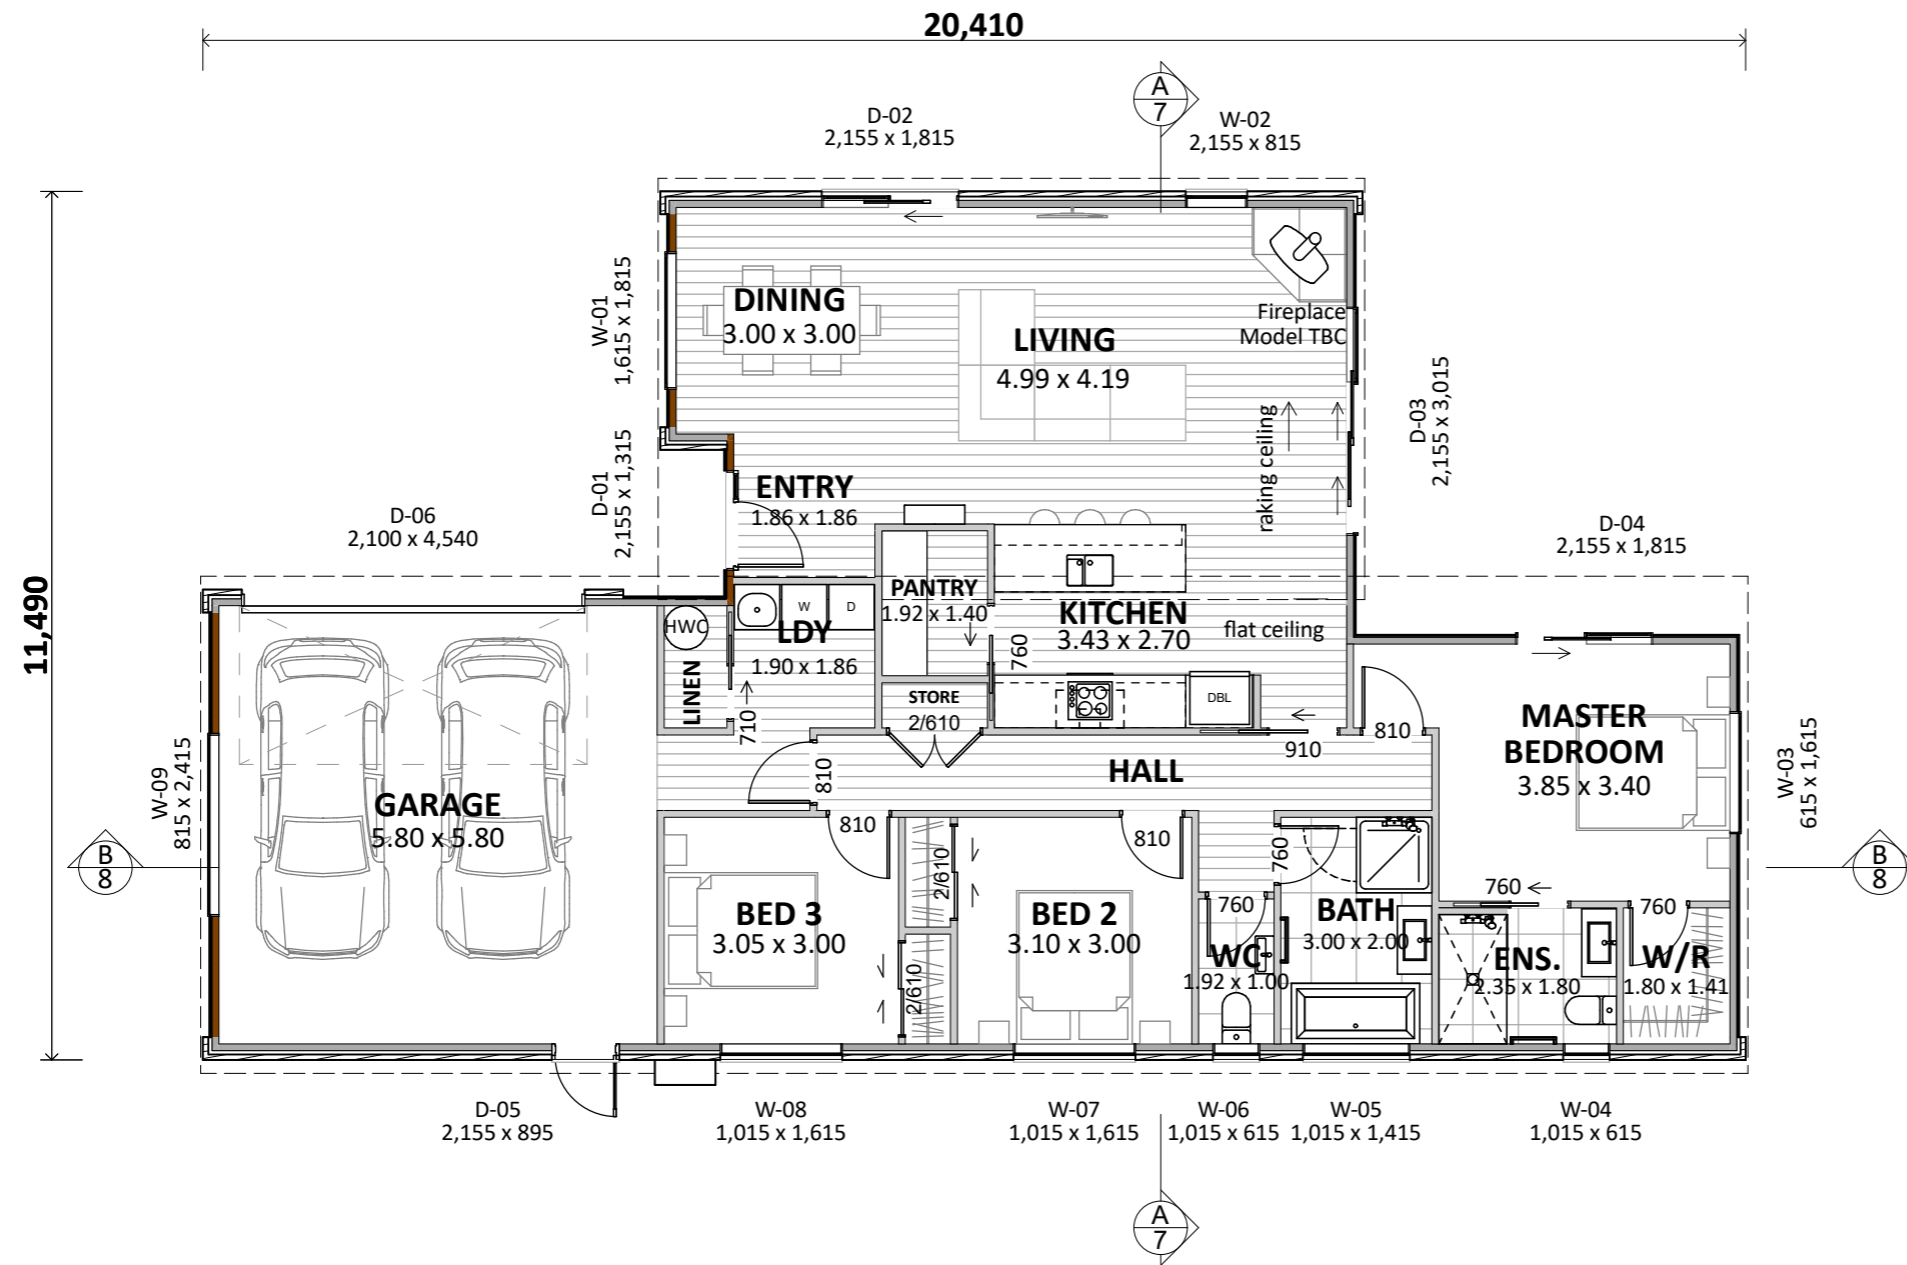 20,410
A
7
D-02
2,155 x 1,815
W-02
2,155 x 815
11,490
W-01
1,615 x 1,815
DINING
3.00 x 3.00
LIVING
4.99 x 4.19
Fireplace
Model TBC
raking ceiling
D-03
2,155 x 3,015
D-01
2,155 x 1,315
ENTRY
1.86 x 1.86
D-06
2,100 x 4,540
D-04
2,155 x 1,815
PANTRY
1.92 x 1.40
KITCHEN
3.43 x 2.70
flat ceiling
760
HWC
W
D
LDY
1.90 x 1.86
LINEN
710
STORE
2/610
DBL
910
810
MASTER
BEDROOM
3.85 x 3.40
W-03
615 x 1,615
W-09
815 x 2,415
GARAGE
5.80 x 5.80
810
HALL
B
8
B
8
810
810
760
2/610
2/610
BED 3
3.05 x 3.00
BED 2
3.10 x 3.00
760
WC
1.92 x 1.00
BATH
3.00 x 2.00
760
760
ENS.
2.35 x 1.80
W/R
1.80 x 1.41
D-05
2,155 x 895
W-08
1,015 x 1,615
W-07
1,015 x 1,615
W-06
1,015 x 615
W-05
1,015 x 1,415
W-04
1,015 x 615
A
7